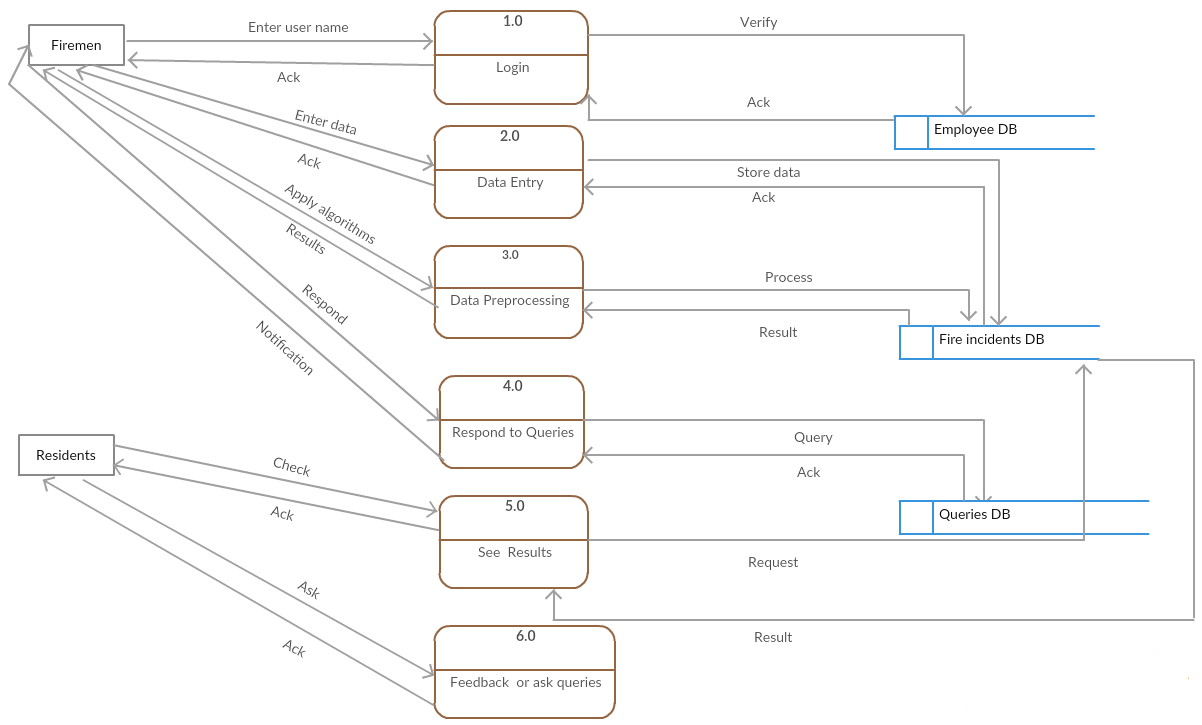 1.0
Verify
Enter user name
Firemen
Login
Ack
Ack
Employee DB
Enter data
2.0
Ack
Store data
Data Entry
Ack
Apply algorithms
Results
3.0
Process
Data Preprocessing
Respond
Result
Fire incidents DB
Notification
4.0
Respond to Queries
Query
Residents
Check
Ack
5.0
Ack
Queries DB
See  Results
Request
Ask
6.0
Result
Ack
Feedback  or ask queries